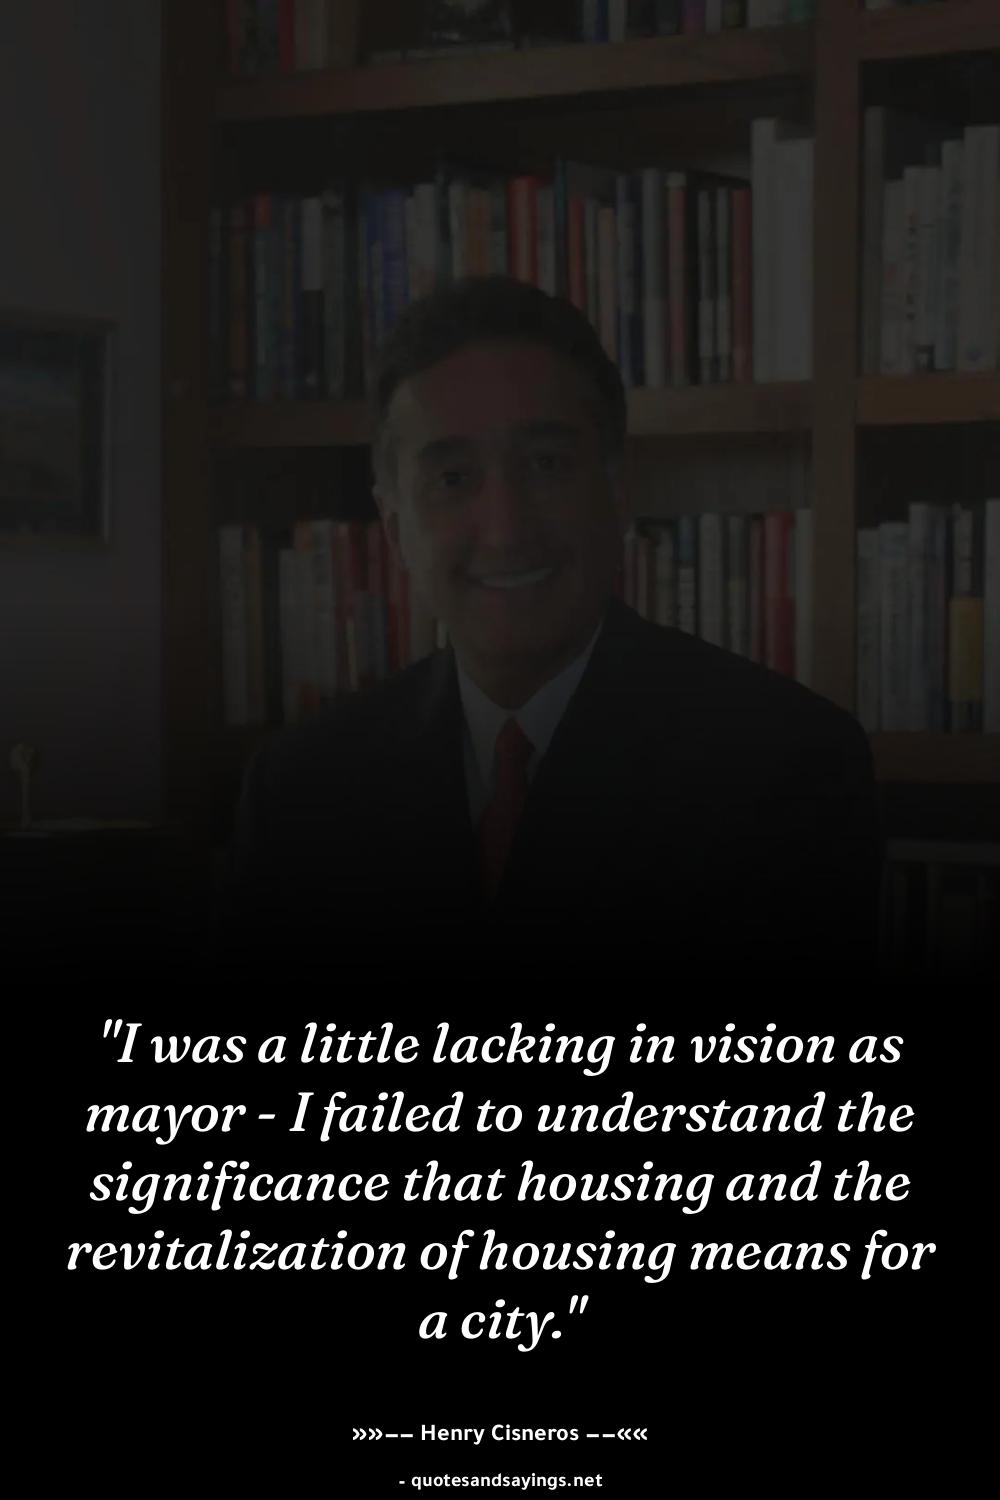 "I was a little lacking in vision as
mayor - I failed to understand the
significance that housing and the
revitalization of housing means for
a city."
»»−− Henry Cisneros −−««
- quotesandsayings.net